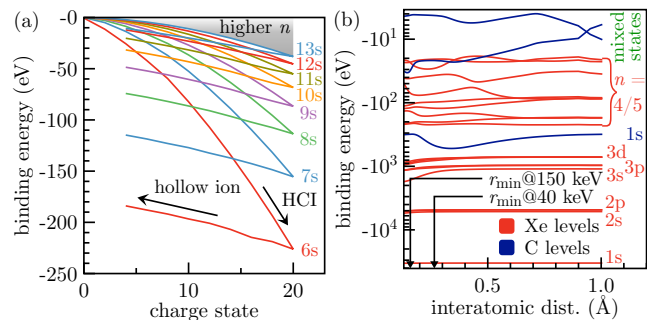 (a)
-0
-50
-100
-150
-200
-250
binding energy (eV)
0
10
20
30
charge state
higher n
13s
12s
11s
10s
9s
8s
7s
6s
hollow ion
HCI
(b)
-10¹
-10²
-10³
-10⁴
binding energy (eV)
0.5
1.0
interatomic dist. (Å)
mixed
states
n =
4/5
1s
3d
3p
3s
2p
2s
1s
r_min@150 keV
r_min@40 keV
Xe levels
C levels